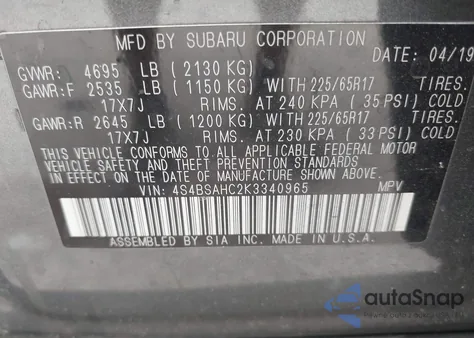 MFD BY SUBARU CORPORATION
DATE: 04/19
GVWR: 4695 LB (2130 KG)
GAWR:F 2535 LB (1150 KG) WITH 225/65R17 TIRES.
17X7J RIMS. AT 240 KPA (35 PSI) COLD
GAWR:R 2645 LB (1200 KG) WITH 225/65R17 TIRES.
17X7J RIMS. AT 230 KPA (33 PSI) COLD
THIS VEHICLE CONFORMS TO ALL APPLICABLE FEDERAL MOTOR
VEHICLE SAFETY AND THEFT PREVENTION STANDARDS IN
EFFECT ON THE DATE OF MANUFACTURE SHOWN ABOVE.
VIN: 4S4BSAHC2K3340965 MPV
ASSEMBLED BY SIA INC. MADE IN U.S.A.
autoSnap